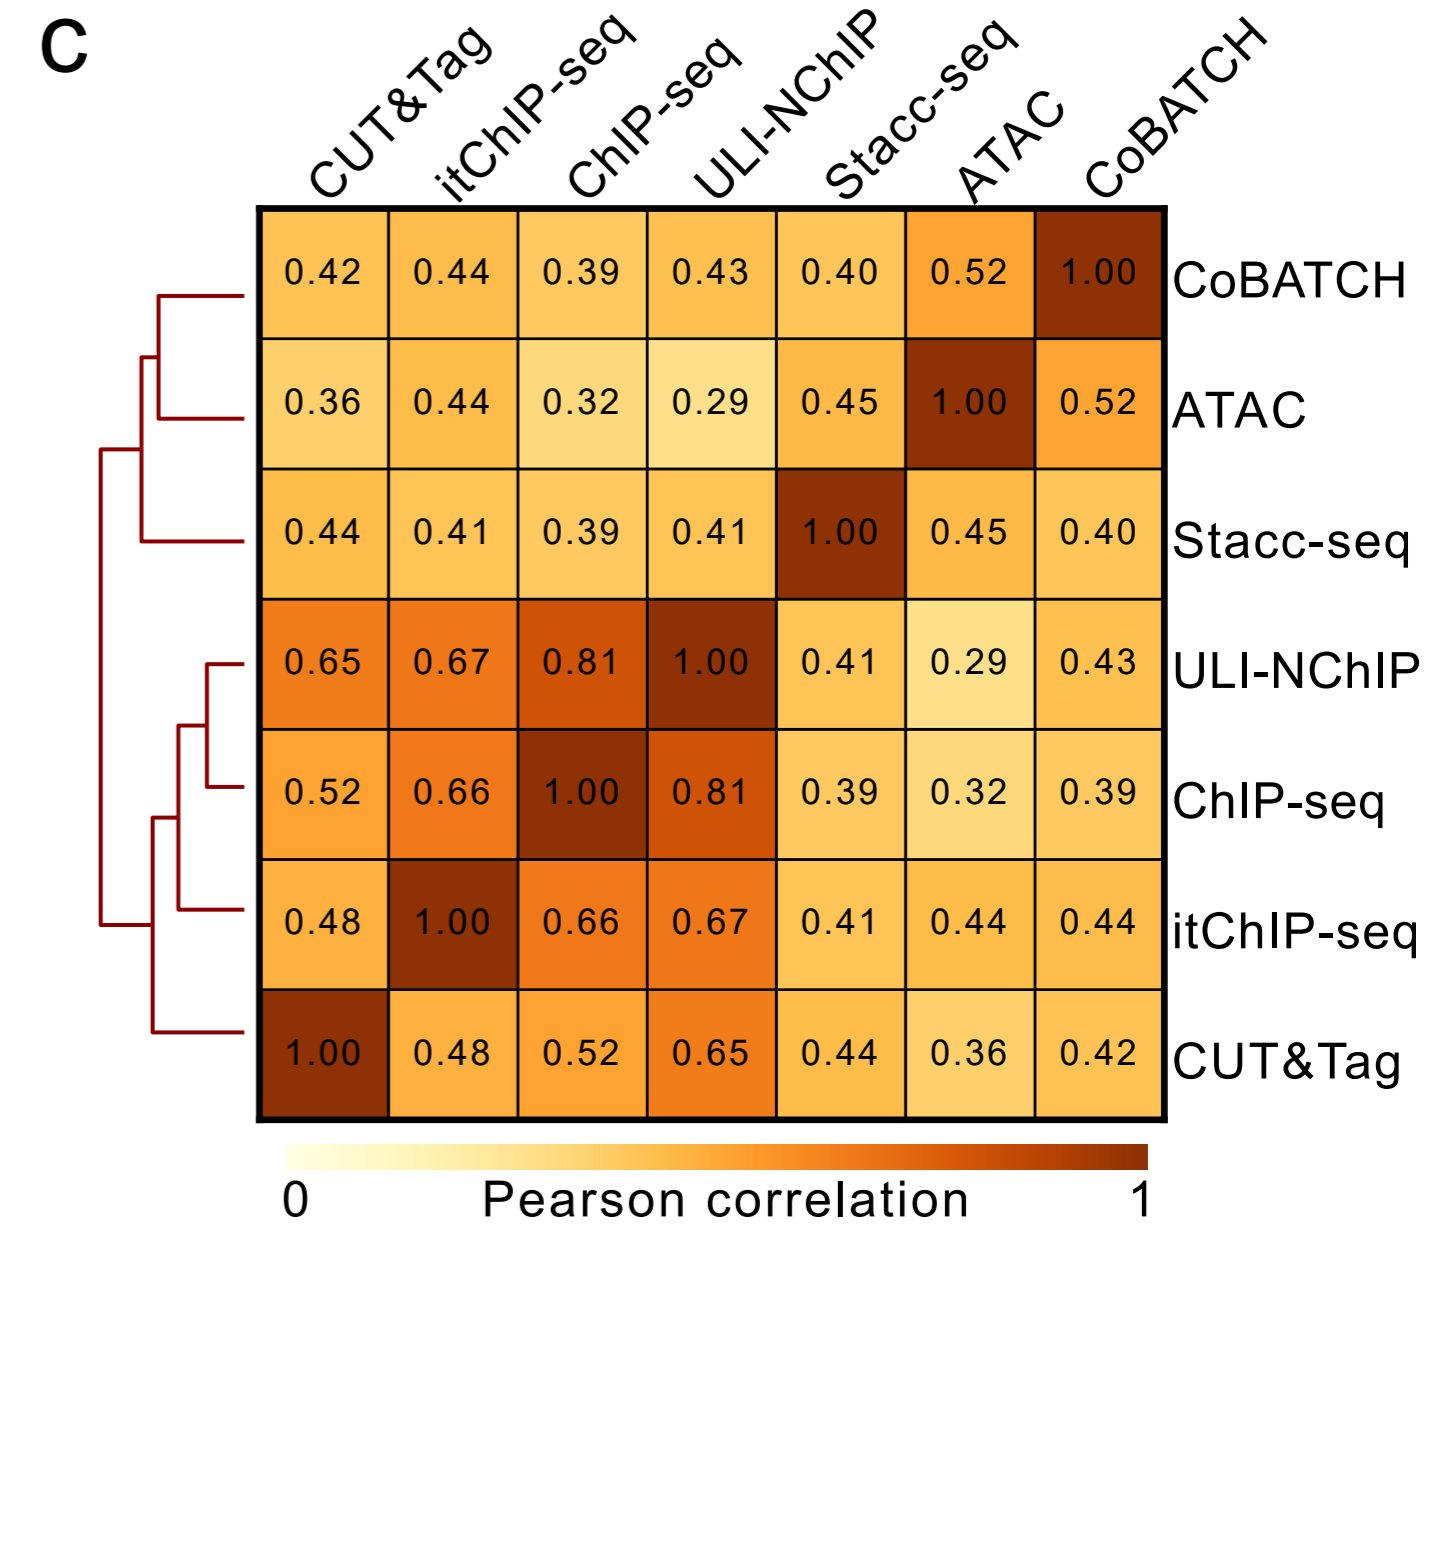 C
CUT&Tag itChIP-seq ChIP-seq ULI-NChIP Stacc-seq ATAC CoBATCH
0.42 0.44 0.39 0.43 0.40 0.52 1.00 CoBATCH
0.36 0.44 0.32 0.29 0.45 1.00 0.52 ATAC
0.44 0.41 0.39 0.41 1.00 0.45 0.40 Stacc-seq
0.65 0.67 0.81 1.00 0.41 0.29 0.43 ULI-NChIP
0.52 0.66 1.00 0.81 0.39 0.32 0.39 ChIP-seq
0.48 1.00 0.66 0.67 0.41 0.44 0.44 itChIP-seq
1.00 0.48 0.52 0.65 0.44 0.36 0.42 CUT&Tag
0 Pearson correlation 1